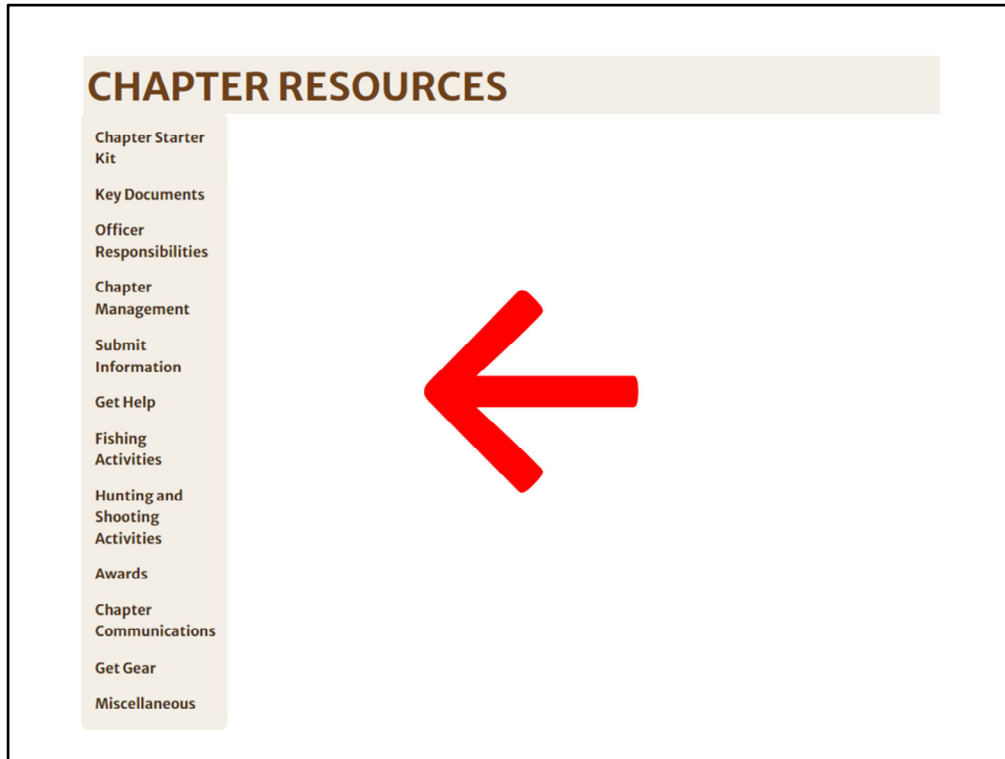 CHAPTER RESOURCES
Chapter Starter
Kit
Key Documents
Officer
Responsibilities
Chapter
Management
Submit
Information
Get Help
Fishing
Activities
Hunting and
Shooting
Activities
Awards
Chapter
Communications
Get Gear
Miscellaneous